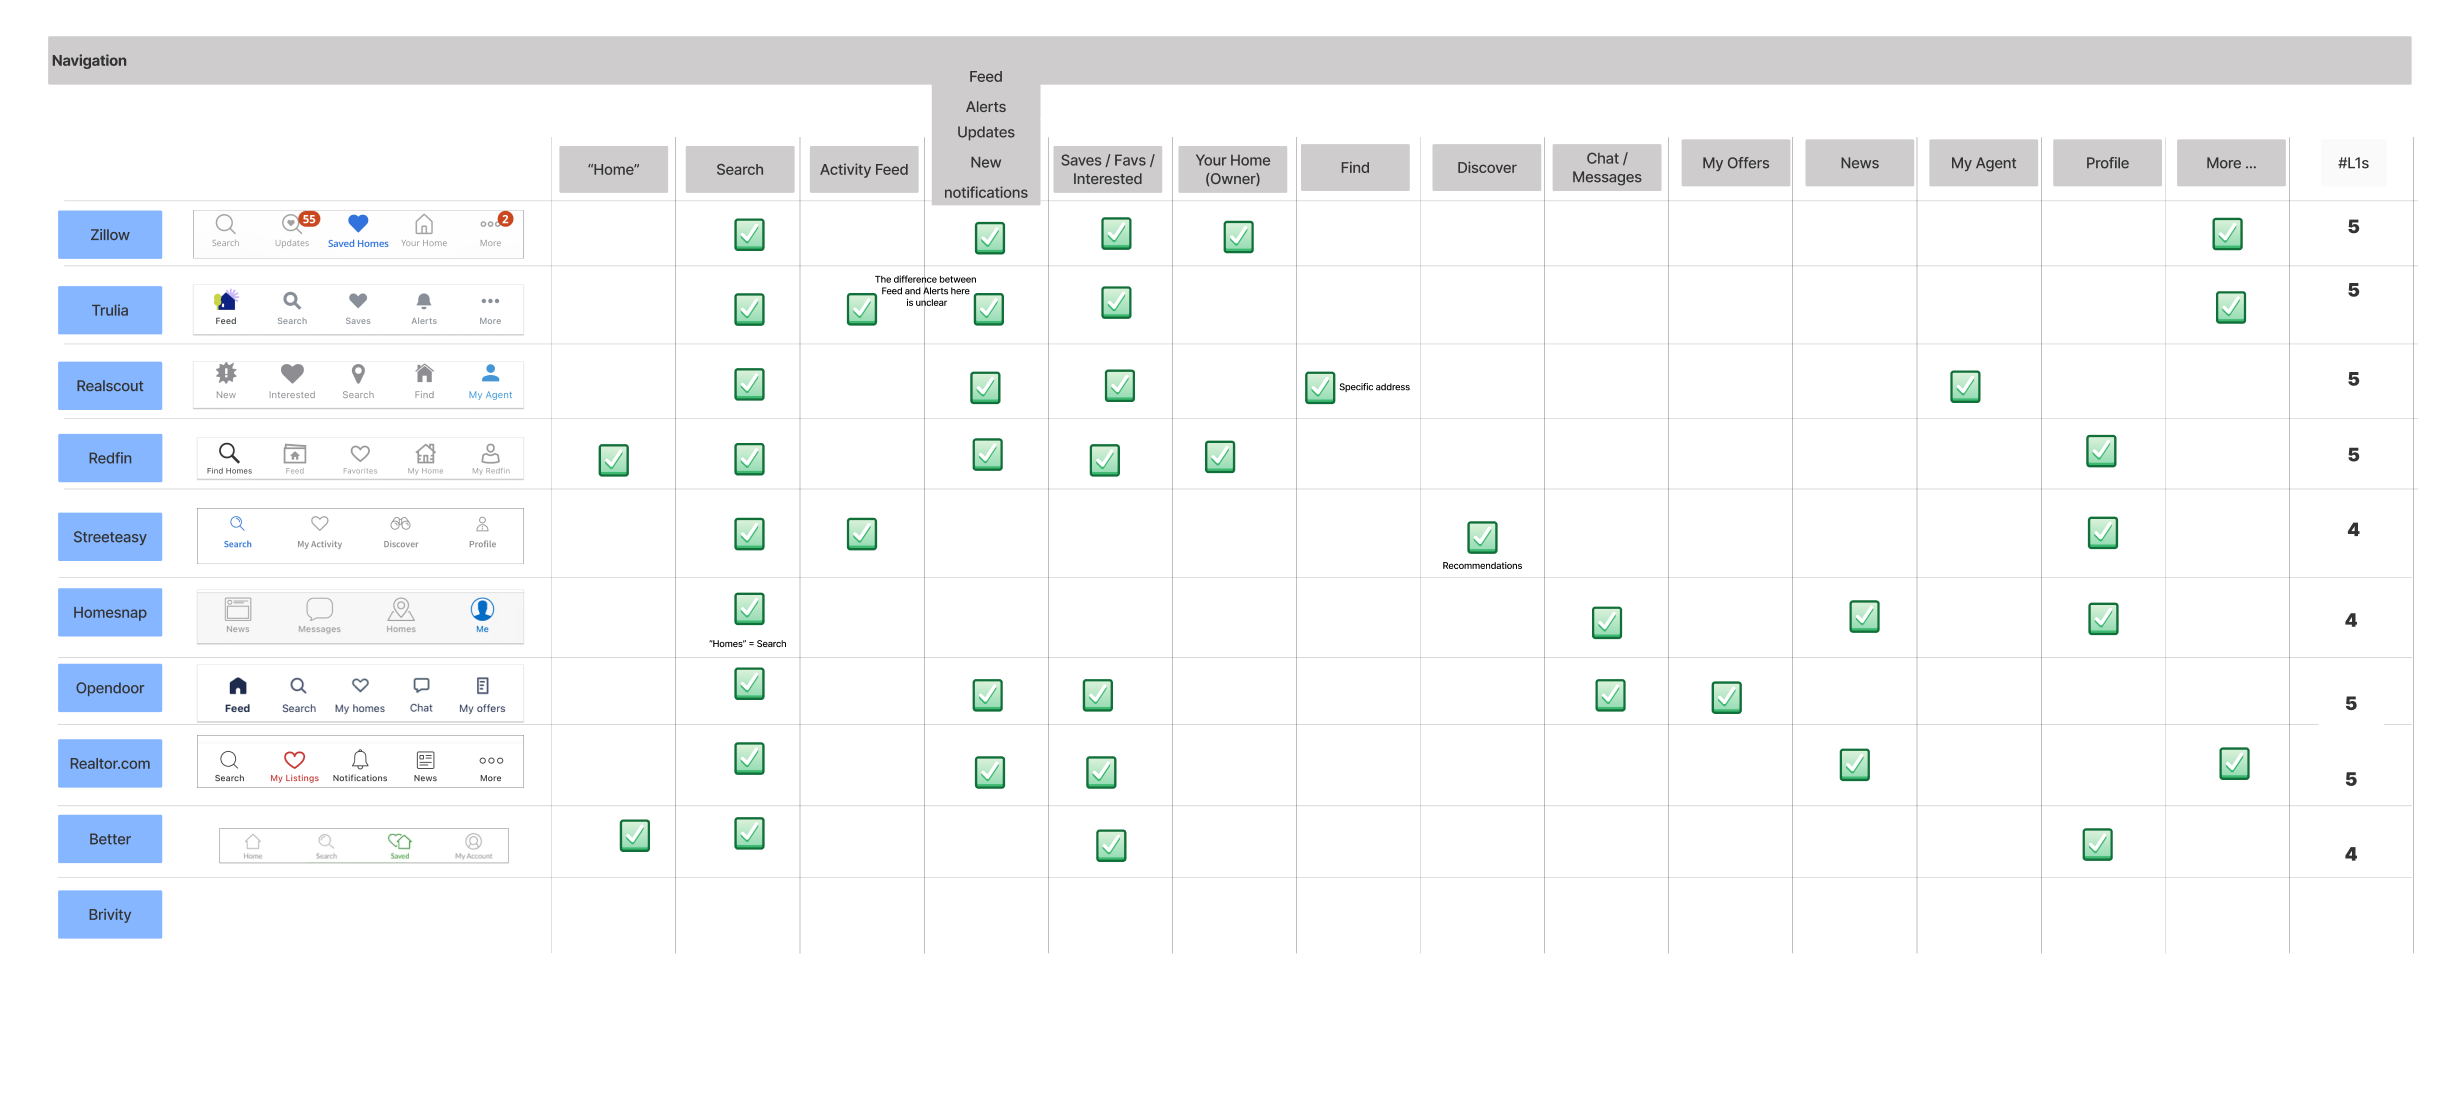 Navigation
Feed
Alerts
Updates
New
notifications
“Home”
Search
Activity Feed
Saves / Favs /
Interested
Your Home
(Owner)
Find
Discover
Chat /
Messages
My Offers
News
My Agent
Profile
More ...
#L1s
Zillow
55
2
Search
Updates
Saved Homes
Your Home
More
5
Trulia
Feed
Search
Saves
Alerts
More
The difference between
Feed and Alerts here
is unclear
5
Realscout
New
Interested
Search
Find
My Agent
Specific address
5
Redfin
Find Homes
Feed
Favorites
My Home
My Redfin
5
Streeteasy
Search
My Activity
Discover
Profile
Recommendations
4
Homesnap
News
Messages
Homes
Me
"Homes" = Search
4
Opendoor
Feed
Search
My homes
Chat
My offers
5
Realtor.com
Search
My Listings
Notifications
News
More
5
Better
Home
Search
Saved
My Account
4
Brivity